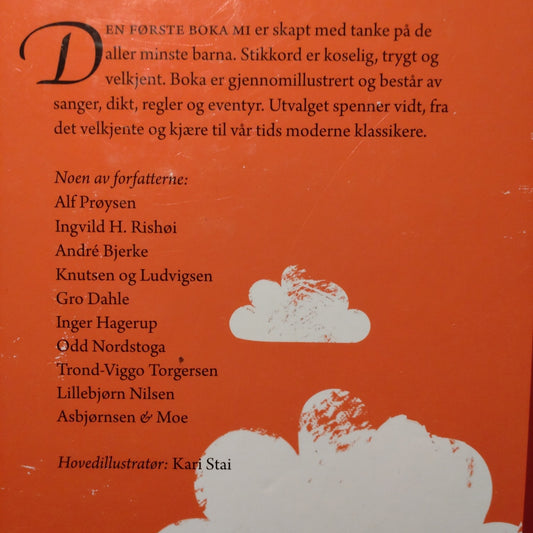 DEN FØRSTE BOKA MI er skapt med tanke på de
aller minste barna. Stikkord er koselig, trygt og
velkjent. Boka er gjennomillustrert og består av
sanger, dikt, regler og eventyr. Utvalget spenner vidt, fra
det velkjente og kjære til vår tids moderne klassikere.
Noen av forfatterne:
Alf Prøysen
Ingvild H. Rishøi
André Bjerke
Knutsen og Ludvigsen
Gro Dahle
Inger Hagerup
Odd Nordstoga
Trond-Viggo Torgersen
Lillebjørn Nilsen
Asbjørnsen & Moe
Hovedillustratør: Kari Stai